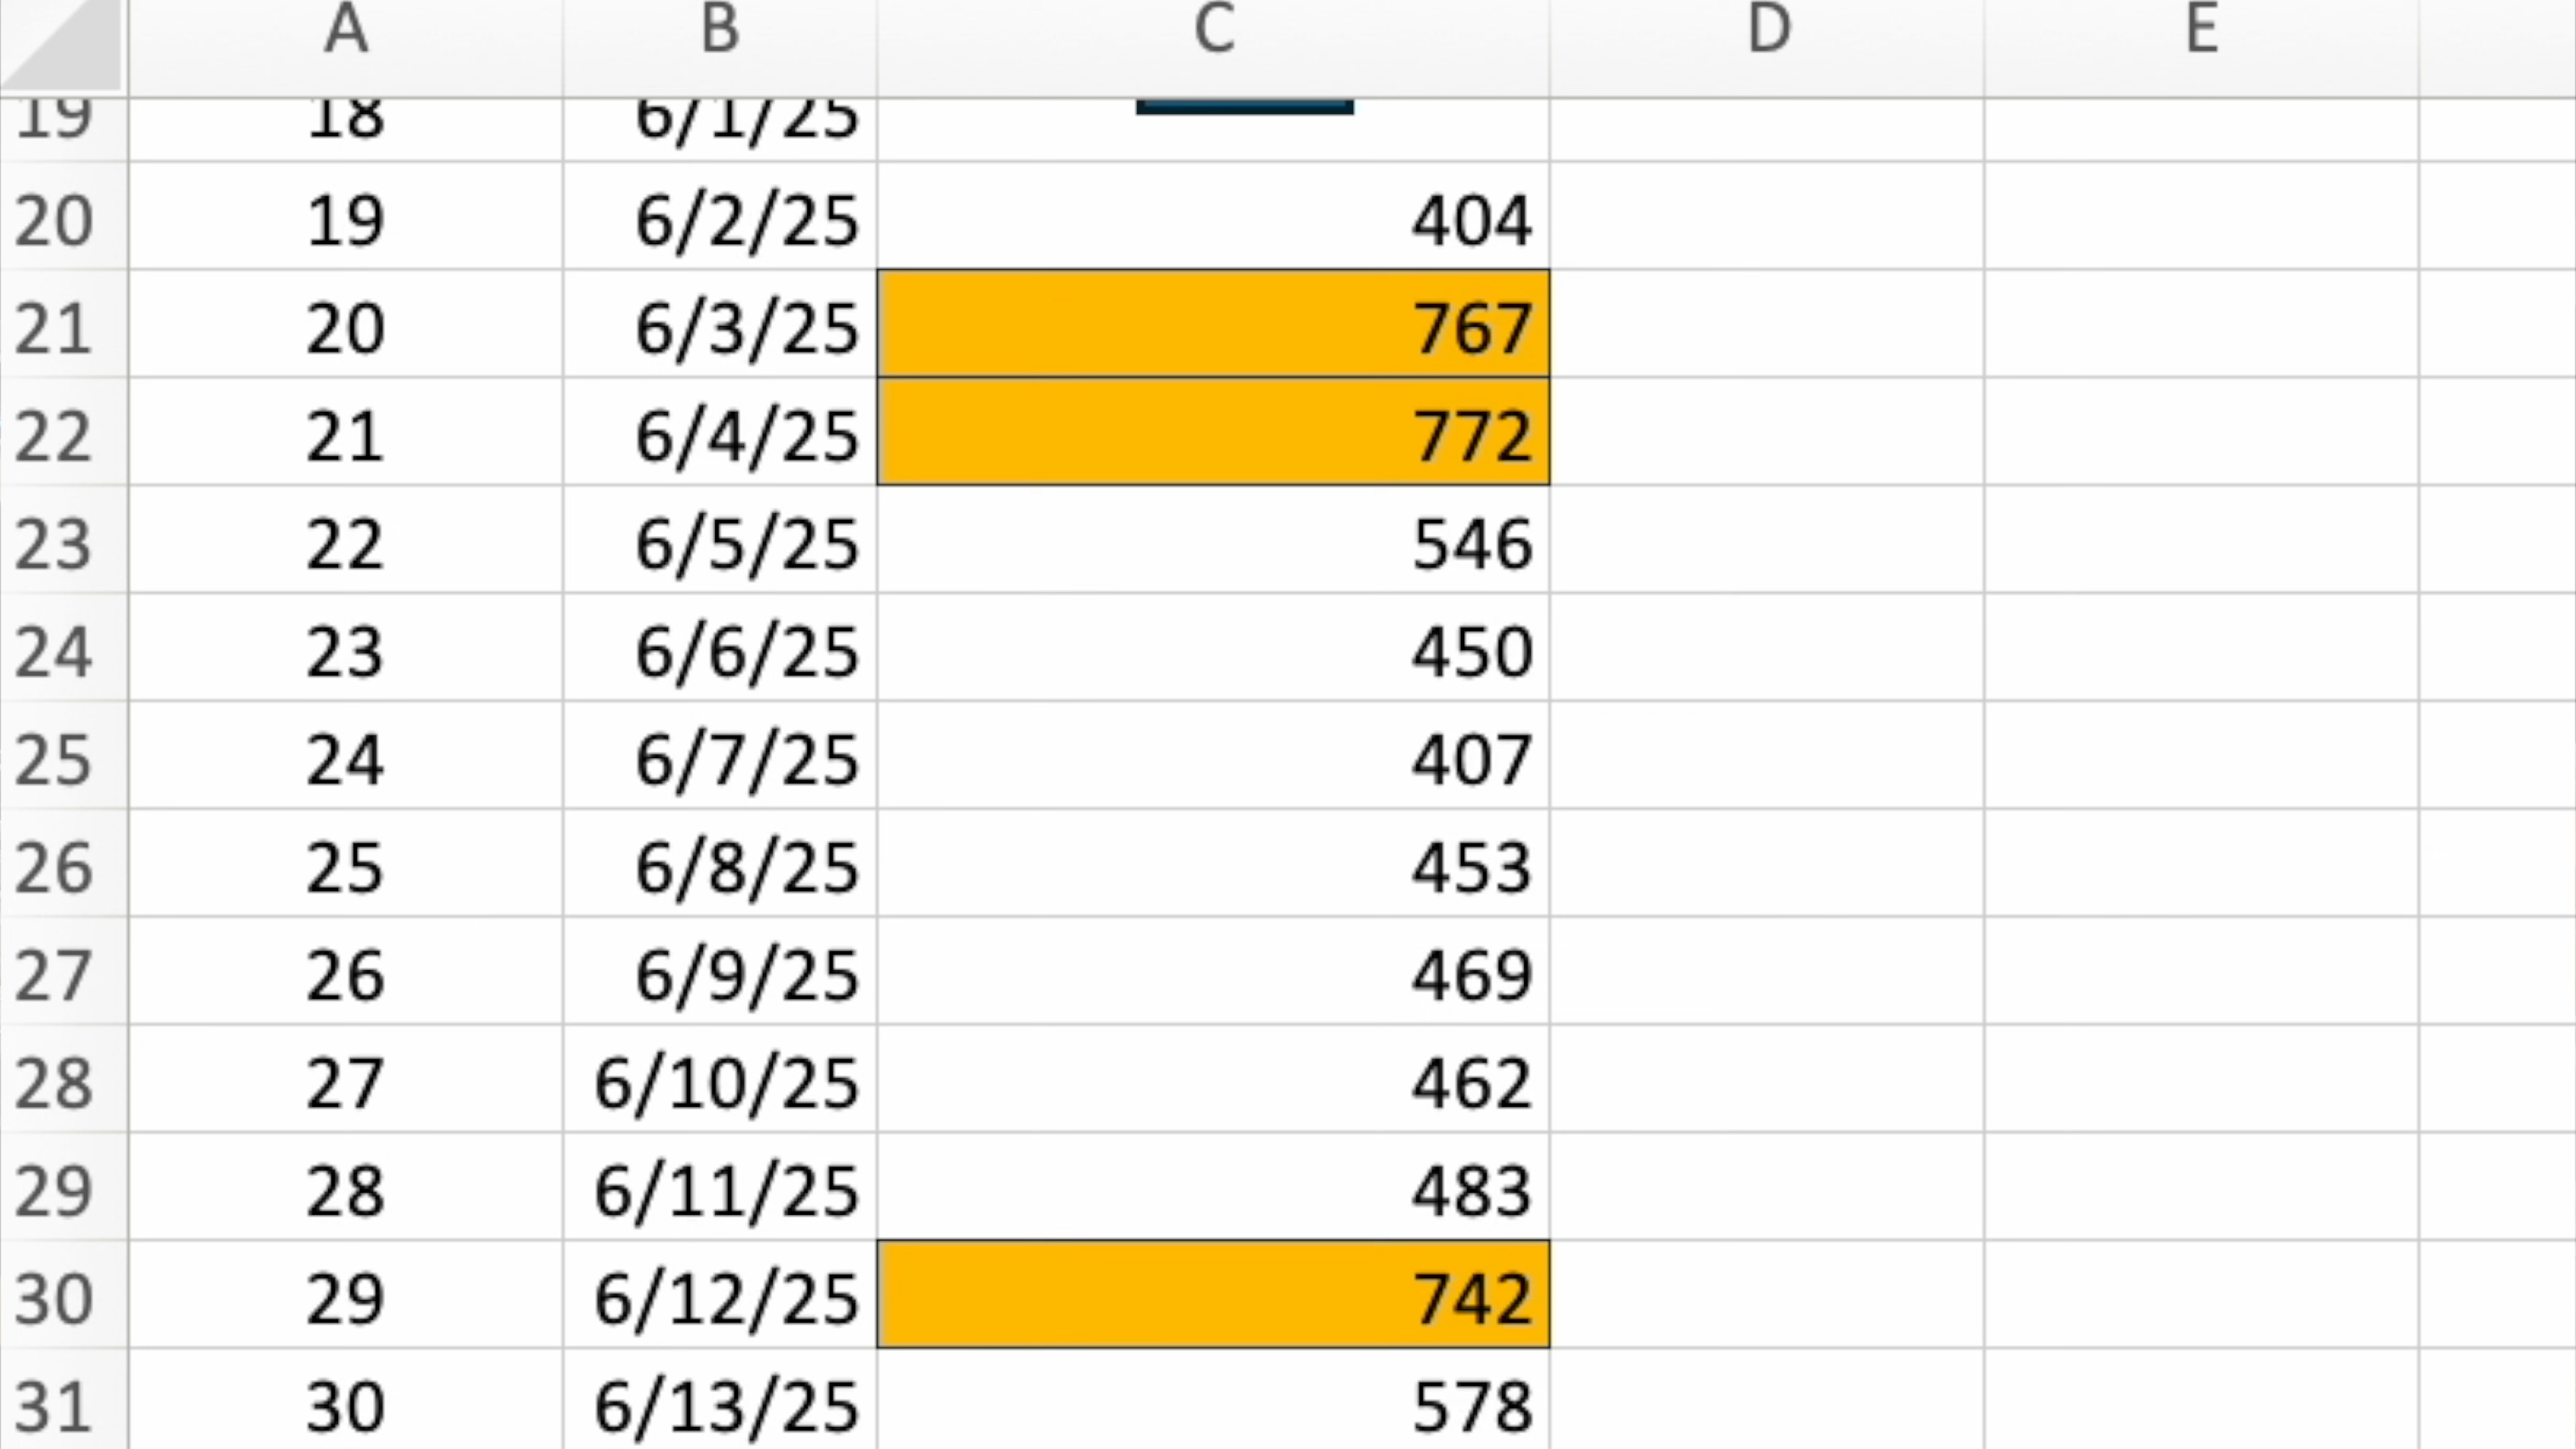 A B C D E
19 18 6/1/25
20 19 6/2/25 404
21 20 6/3/25 767
22 21 6/4/25 772
23 22 6/5/25 546
24 23 6/6/25 450
25 24 6/7/25 407
26 25 6/8/25 453
27 26 6/9/25 469
28 27 6/10/25 462
29 28 6/11/25 483
30 29 6/12/25 742
31 30 6/13/25 578